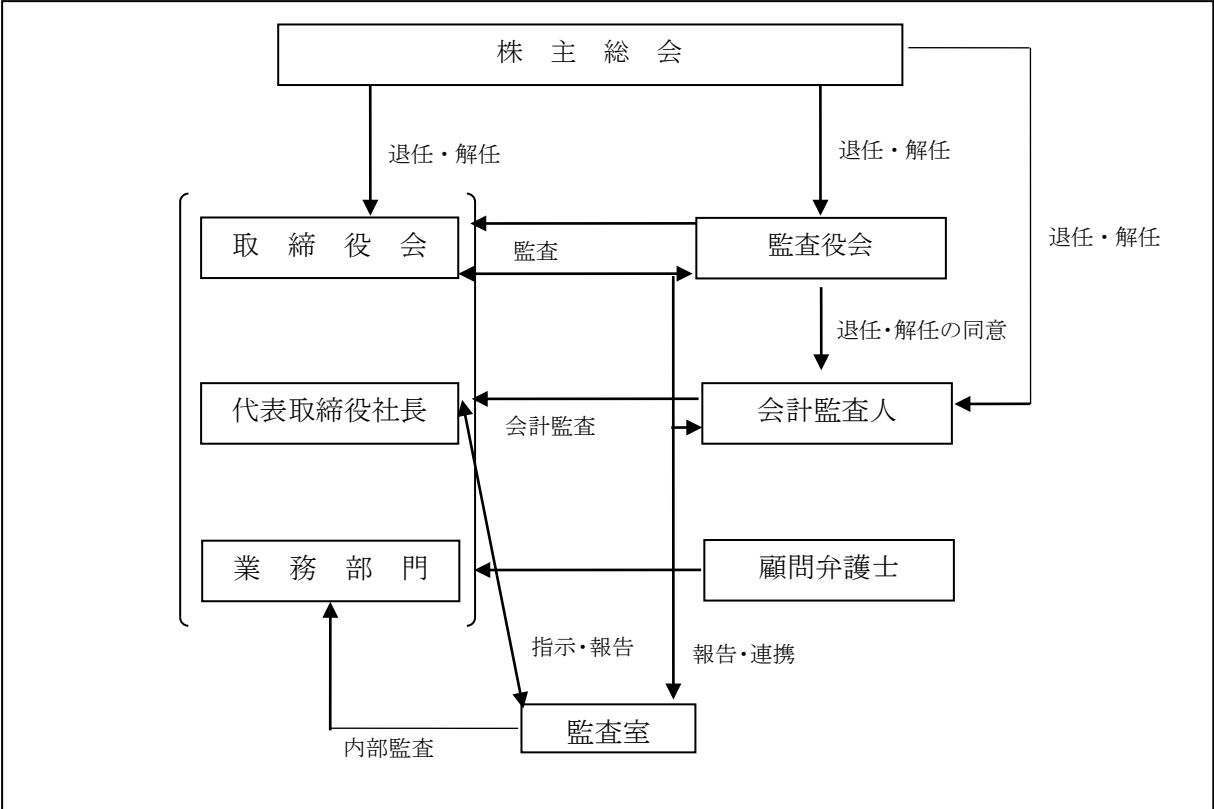 株 主 総 会
退任・解任
退任・解任
取 締 役 会
監査
監査役会
退任・解任
退任・解任の同意
代表取締役社長
会計監査
会計監査人
業 務 部 門
顧問弁護士
指示・報告
報告・連携
監査室
内部監査